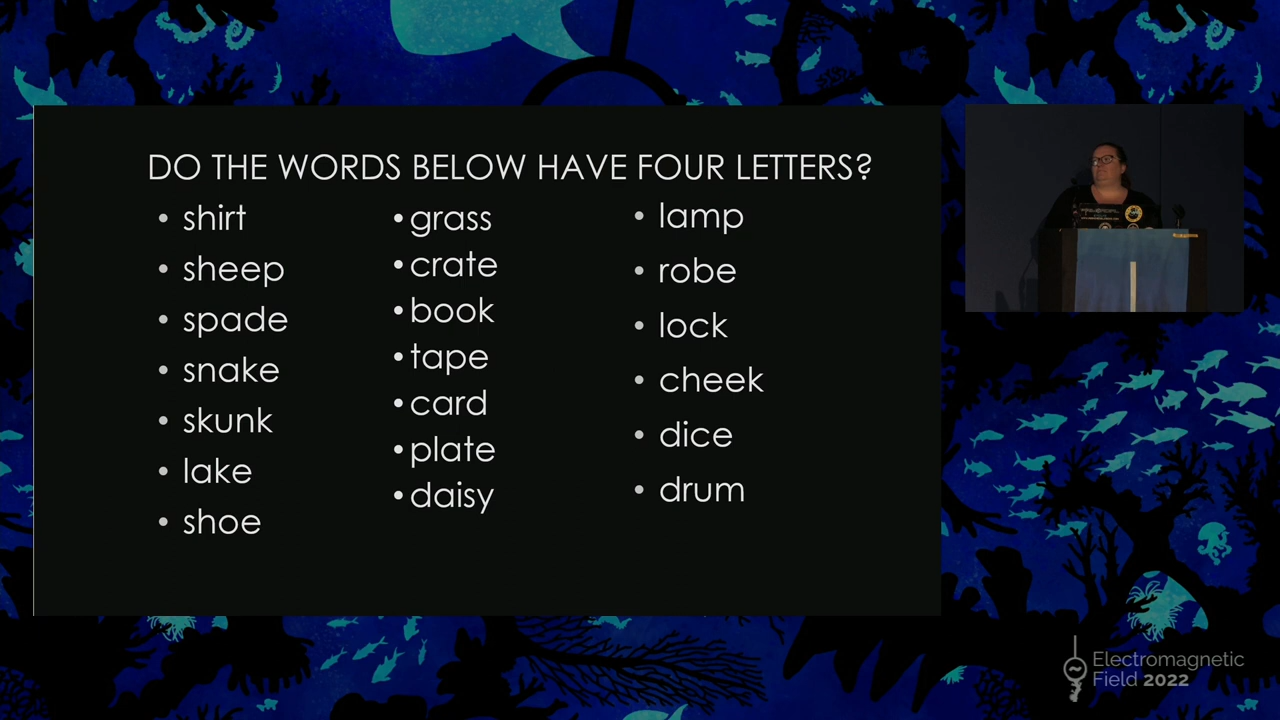 DO THE WORDS BELOW HAVE FOUR LETTERS?
• shirt
• sheep
• spade
• snake
• skunk
• lake
• shoe
• grass
• crate
• book
• tape
• card
• plate
• daisy
• lamp
• robe
• lock
• cheek
• dice
• drum
Electromagnetic
Field 2022